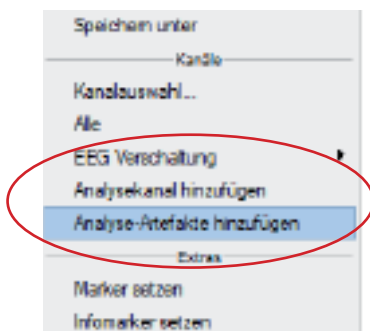 Speichern unter
Kanäle
Kanalauswahl...
Alle
EEG Verschaltung
Analysekanal hinzufügen
Analyse-Artefakte hinzufügen
Extras
Marker setzen
Infomarker setzen